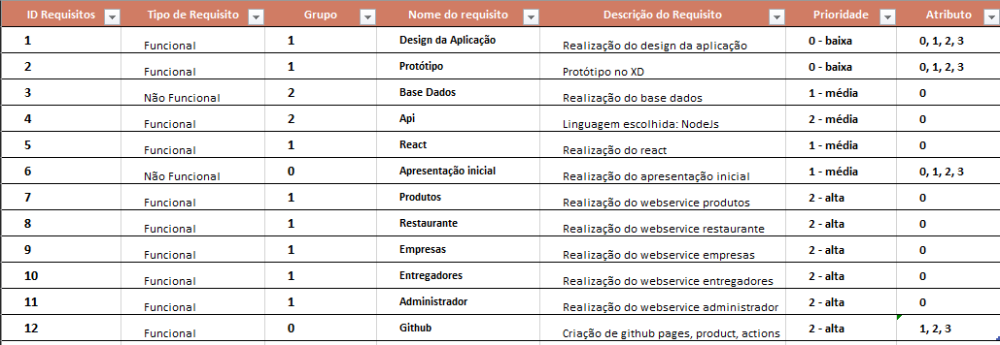 ID Requisitos Tipo de Requisito Grupo Nome do requisito Descrição do Requisito Prioridade Atributo
1 Funcional 1 Design da Aplicação Realização do design da aplicação 0 - baixa 0, 1, 2, 3
2 Funcional 1 Protótipo Protótipo no XD 0 - baixa 0, 1, 2, 3
3 Não Funcional 2 Base Dados Realização do base dados 1 - média 0
4 Funcional 2 Api Linguagem escolhida: NodeJs 2 - média 0
5 Funcional 1 React Realização do react 1 - média 0
6 Não Funcional 0 Apresentação inicial Realização do apresentação inicial 1 - média 0, 1, 2, 3
7 Funcional 1 Produtos Realização do webservice produtos 2 - alta 0
8 Funcional 1 Restaurante Realização do webservice restaurante 2 - alta 0
9 Funcional 1 Empresas Realização do webservice empresas 2 - alta 0
10 Funcional 1 Entregadores Realização do webservice entregadores 2 - alta 0
11 Funcional 1 Administrador Realização do webservice administrador 2 - alta 0
12 Funcional 0 Github Criação de github pages, product, actions 2 - alta 1, 2, 3